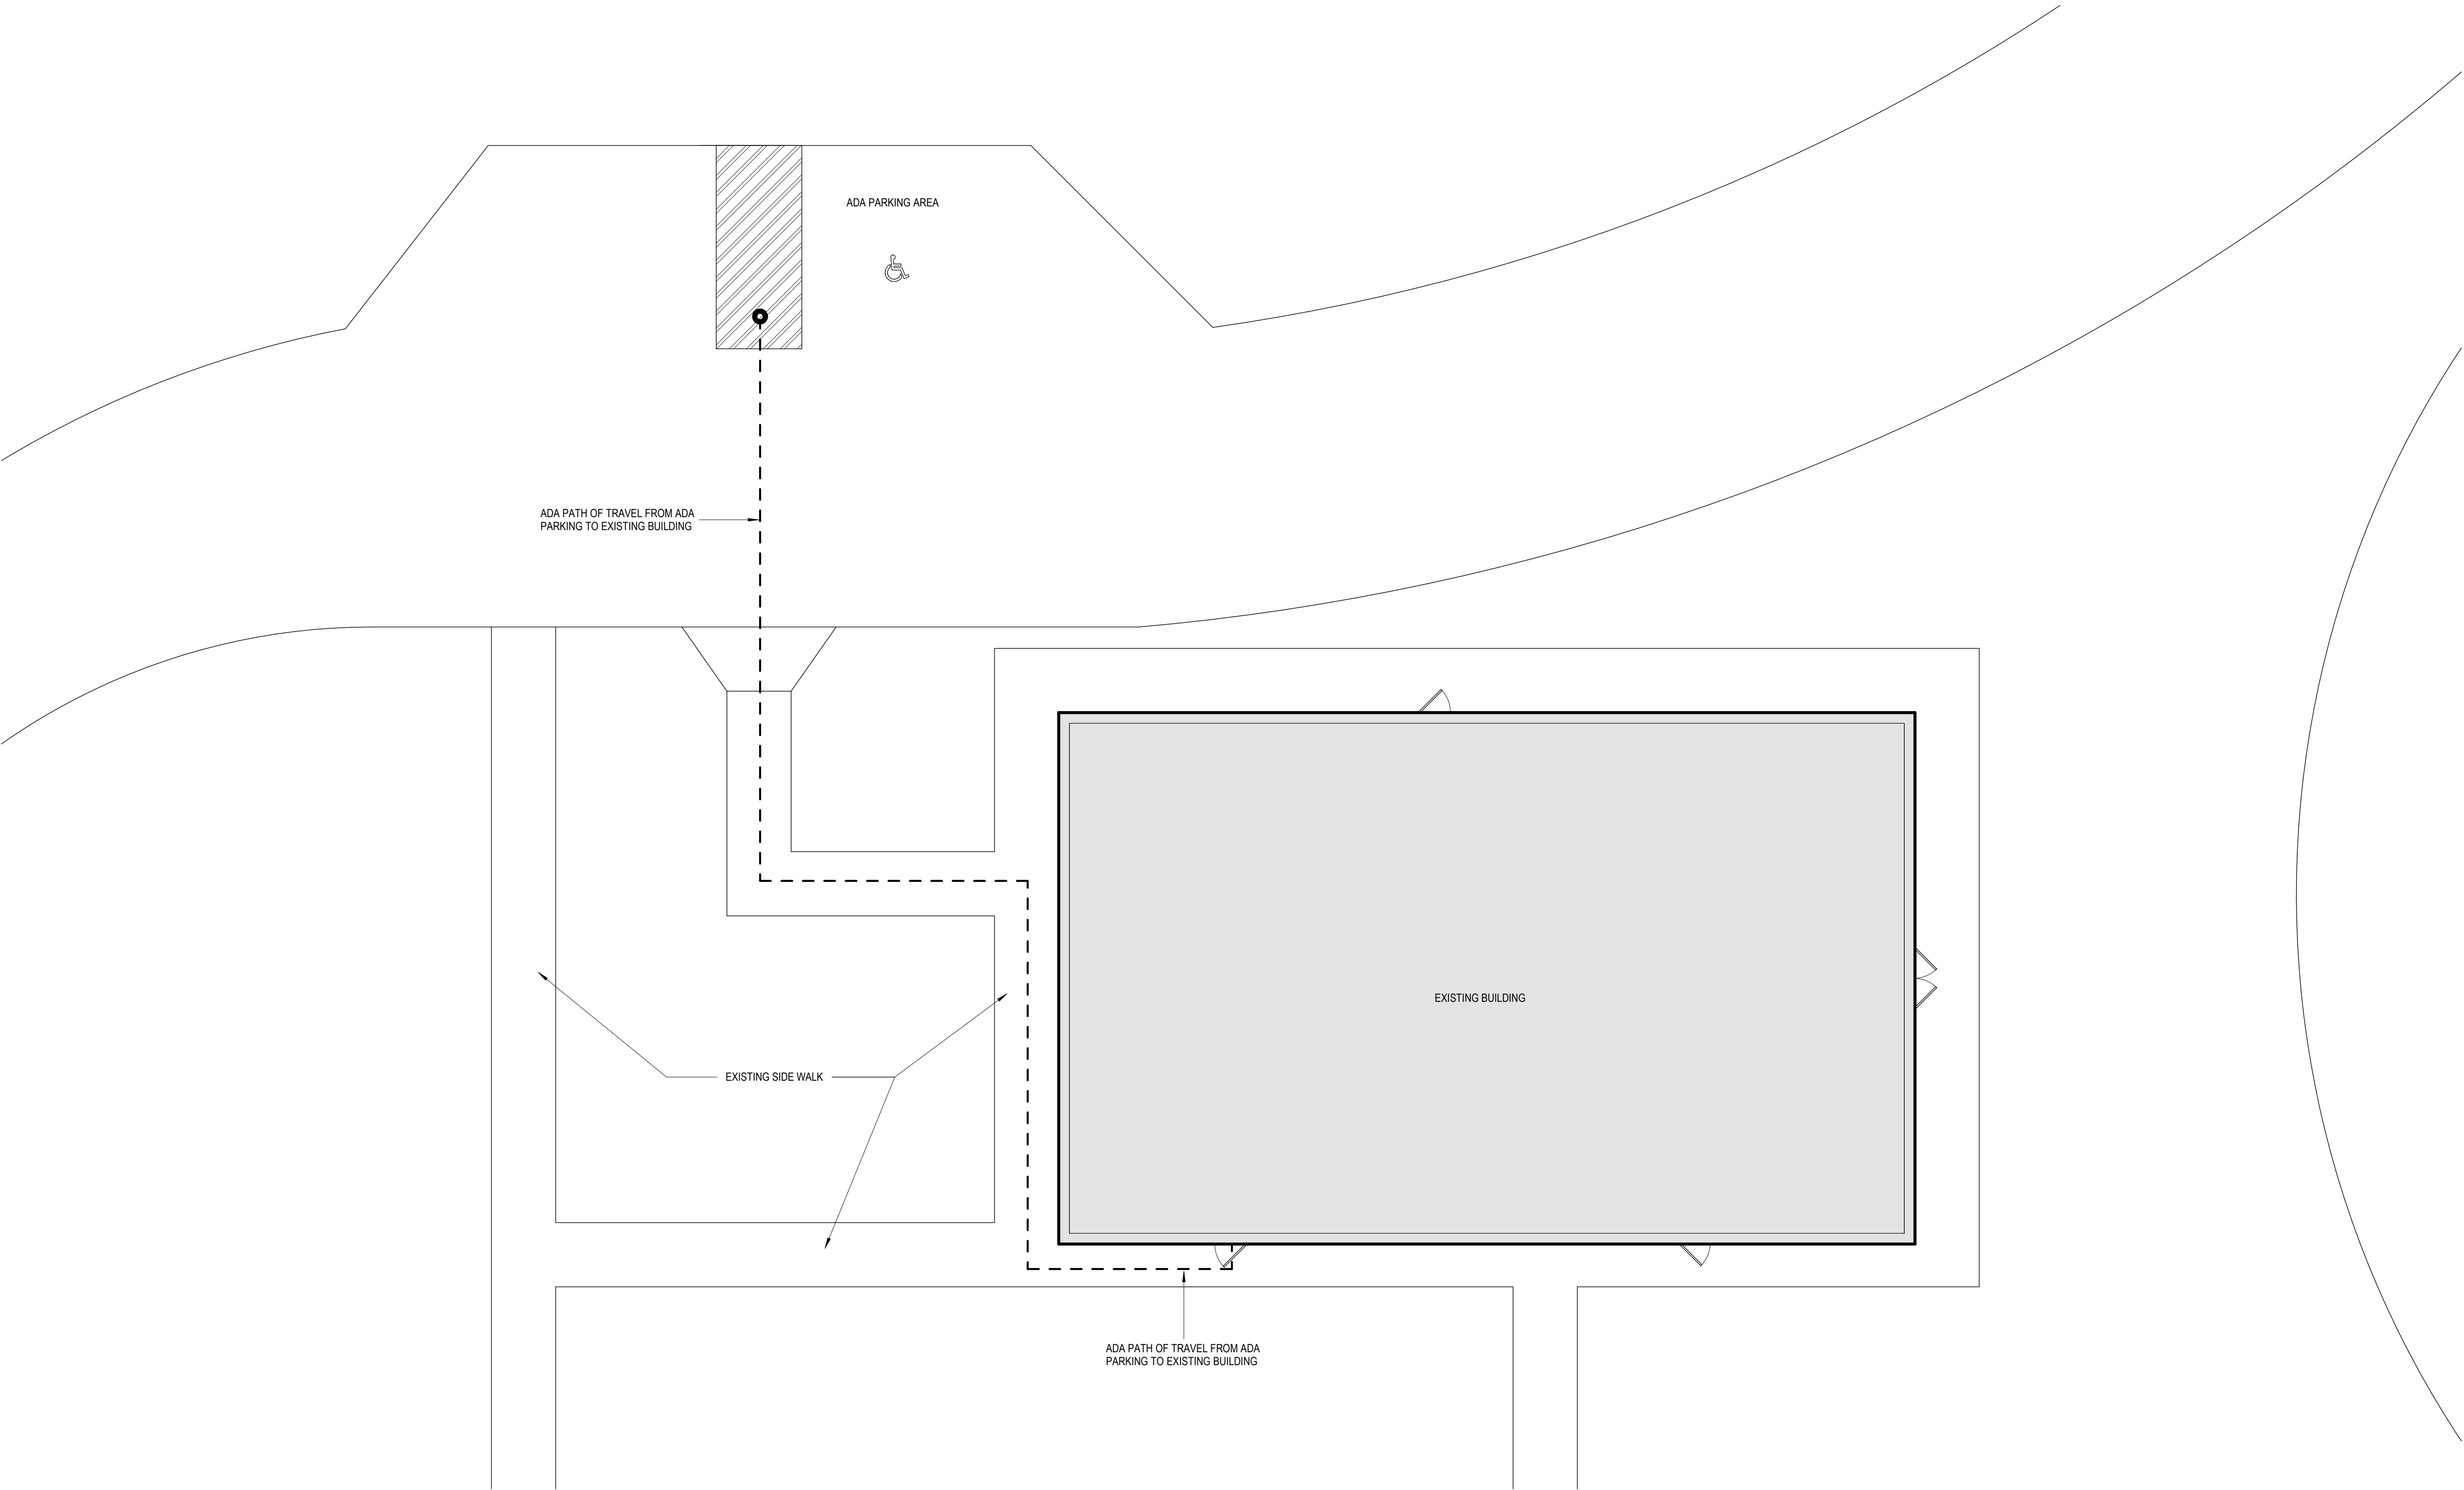 ADA PARKING AREA
ADA PATH OF TRAVEL FROM ADA
PARKING TO EXISTING BUILDING
EXISTING BUILDING
EXISTING SIDE WALK
ADA PATH OF TRAVEL FROM ADA
PARKING TO EXISTING BUILDING